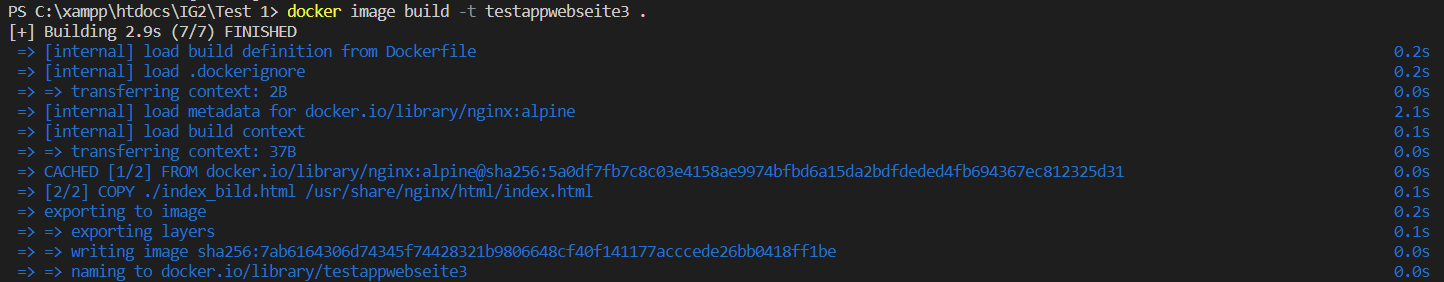 PS C:\xampp\htdocs\IG2\Test 1> docker image build -t testappwebseite3 .
[+] Building 2.9s (7/7) FINISHED
=> [internal] load build definition from Dockerfile 0.2s
=> [internal] load .dockerignore 0.2s
=> => transferring context: 2B 0.0s
=> [internal] load metadata for docker.io/library/nginx:alpine 2.1s
=> [internal] load build context 0.1s
=> => transferring context: 37B 0.0s
=> CACHED [1/2] FROM docker.io/library/nginx:alpine@sha256:5a0df7fb7c8c03e4158ae9974bfbd6a15da2bdfdeded4fb694367ec812325d31 0.0s
=> [2/2] COPY ./index_bild.html /usr/share/nginx/html/index.html 0.1s
=> exporting to image 0.2s
=> => exporting layers 0.1s
=> => writing image sha256:7ab6164306d74345f74428321b9806648cf40f141177acccede26bb0418ff1be 0.0s
=> => naming to docker.io/library/testappwebseite3 0.0s